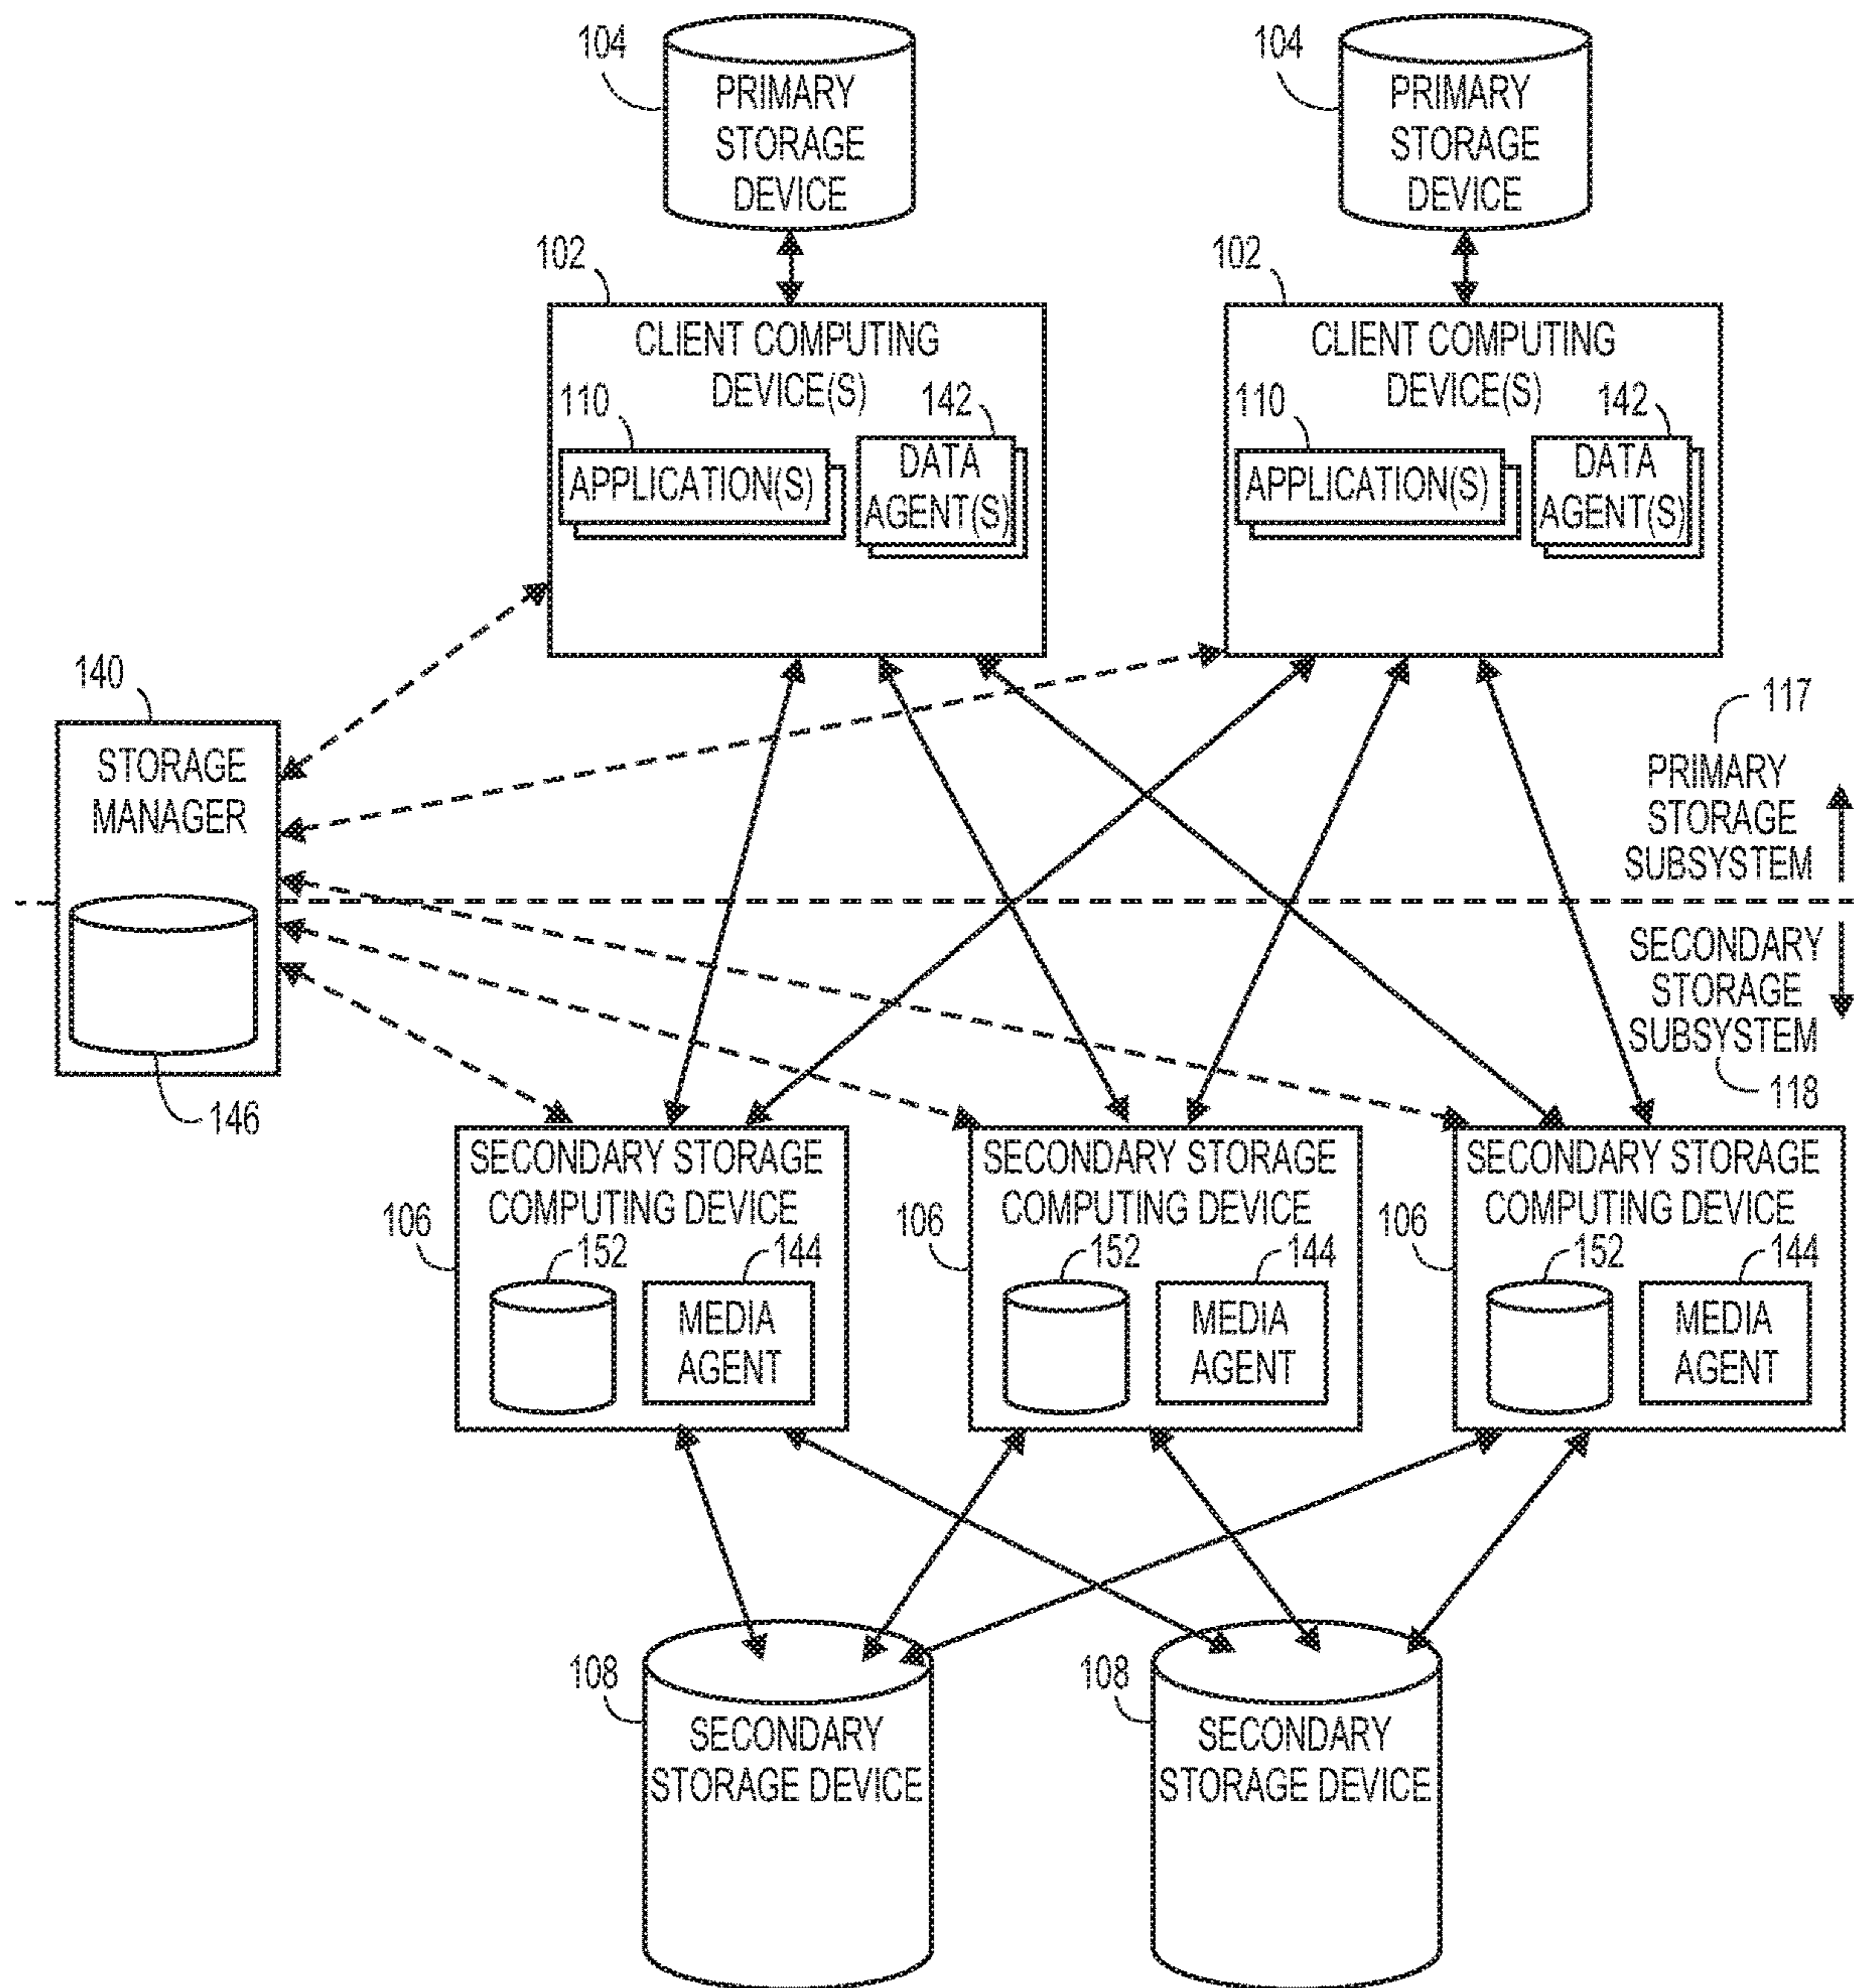 104
PRIMARY
STORAGE
DEVICE
104
PRIMARY
STORAGE
DEVICE
102
CLIENT COMPUTING
DEVICE(S)
110
142
APPLICATION(S)
DATA
AGENT(S)
102
CLIENT COMPUTING
DEVICE(S)
110
142
APPLICATION(S)
DATA
AGENT(S)
140
STORAGE
MANAGER
146
117
PRIMARY
STORAGE
SUBSYSTEM
SECONDARY
STORAGE
SUBSYSTEM
118
106
SECONDARY STORAGE
COMPUTING DEVICE
152
144
MEDIA
AGENT
106
SECONDARY STORAGE
COMPUTING DEVICE
152
144
MEDIA
AGENT
106
SECONDARY STORAGE
COMPUTING DEVICE
152
144
MEDIA
AGENT
108
SECONDARY
STORAGE DEVICE
108
SECONDARY
STORAGE DEVICE